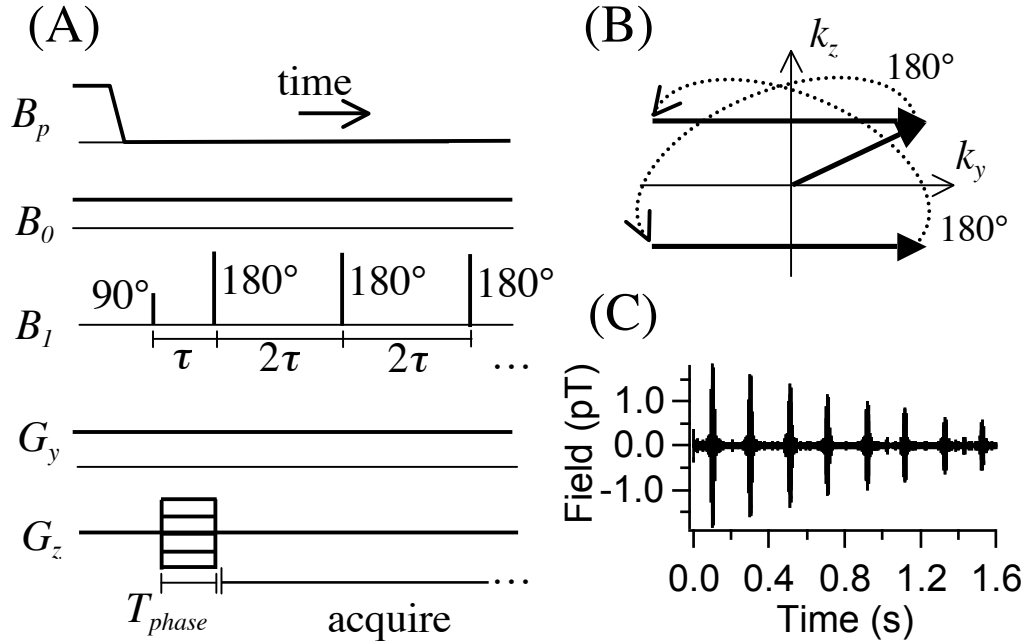 (A)
time
B_p
B_0
90°
180°
180°
180°
B_1
τ
2τ
2τ
...
G_y
G_z
...
T_phase
acquire
(B)
k_z
180°
k_y
180°
(C)
Field (pT)
1.0
0.0
-1.0
0.0 0.4 0.8 1.2 1.6
Time (s)